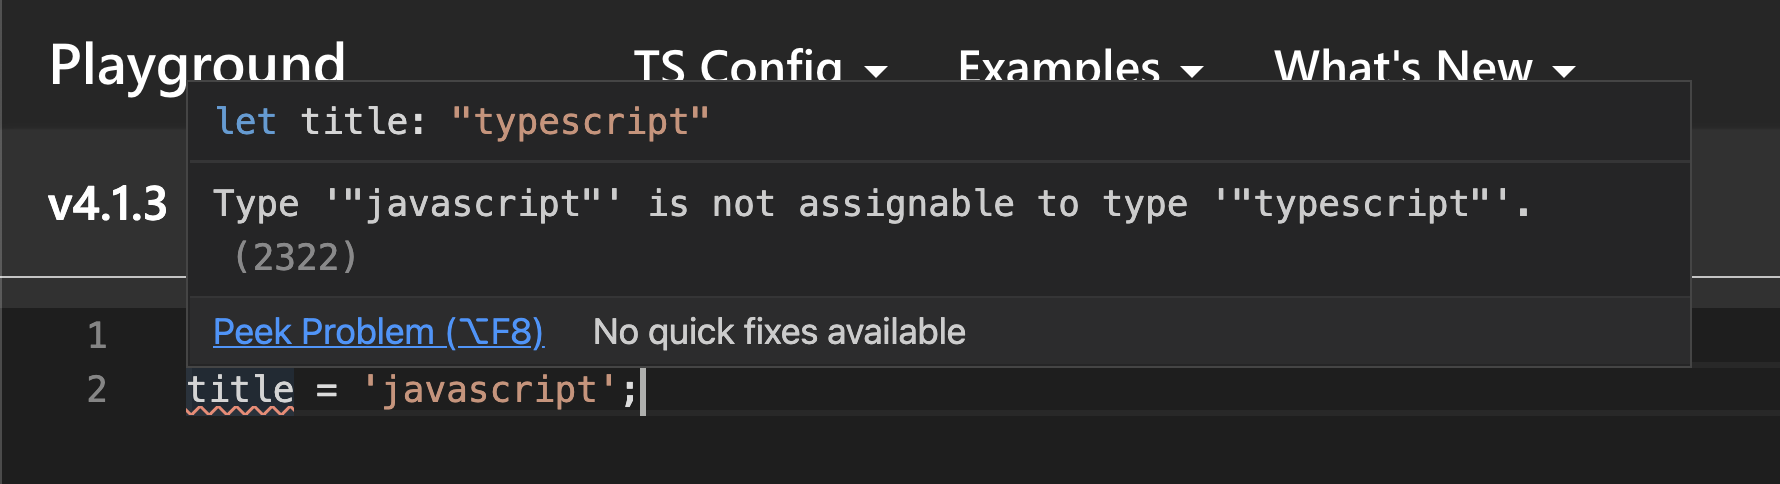 Playground TS Config Examples What's New
let title: "typescript"
v4.1.3
Type '"javascript"' is not assignable to type '"typescript"'.
(2322)
Peek Problem (⌥F8) No quick fixes available
1
2 title = 'javascript';